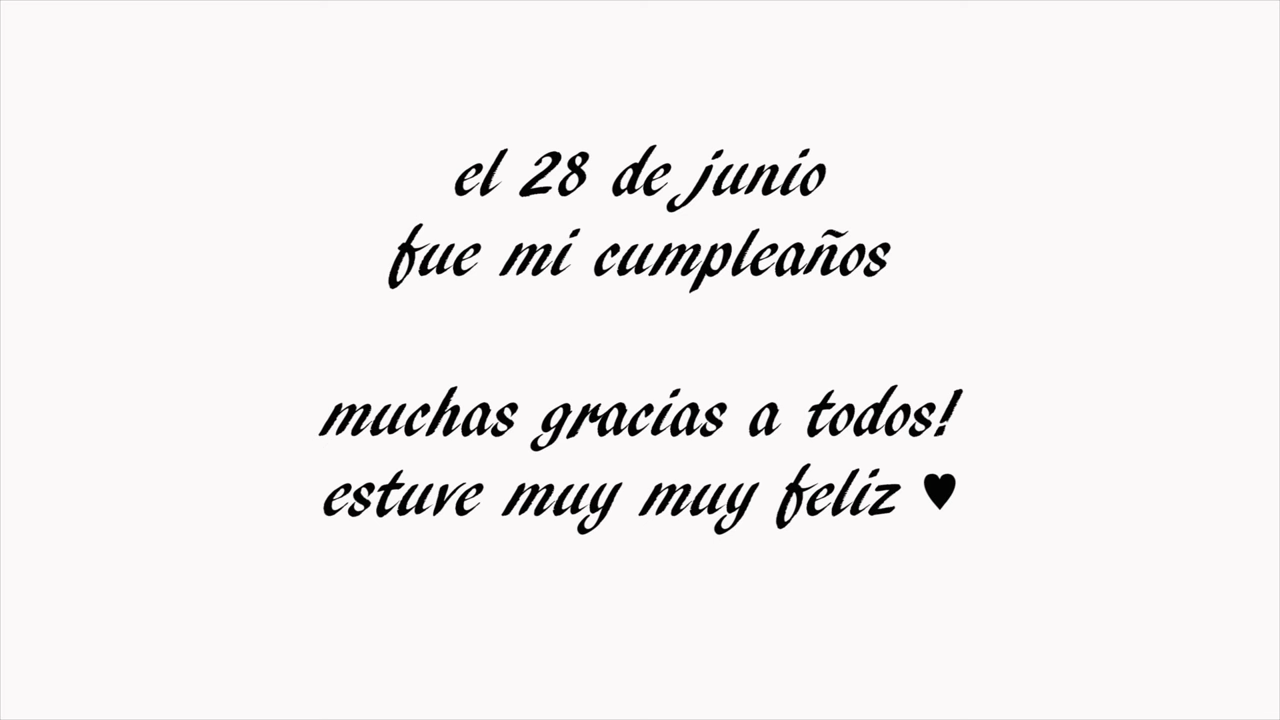 el 28 de junio
fue mi cumpleaños
muchas gracias a todos!
estuve muy muy feliz ♥